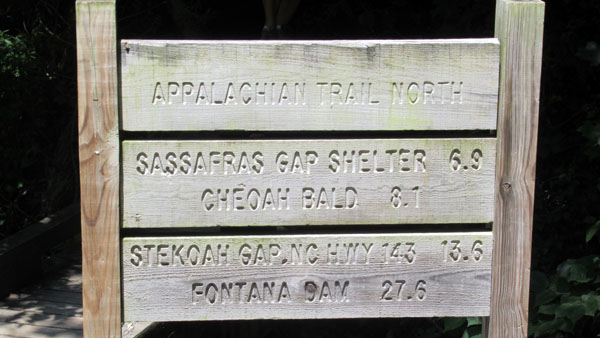 APPALACHIAN TRAIL NORTH
SASSAFRAS GAP SHELTER 6.9
CHEOAH BALD 8.1
STEKOAH GAP.NC HWY 143 13.6
FONTANA DAM 27.6